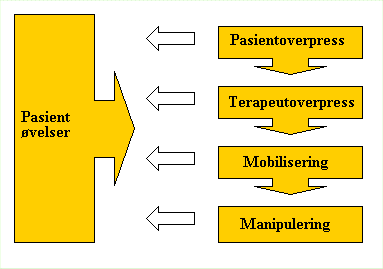 Pasient
øvelser
Pasientoverpress
Terapeutoverpress
Mobilisering
Manipulering